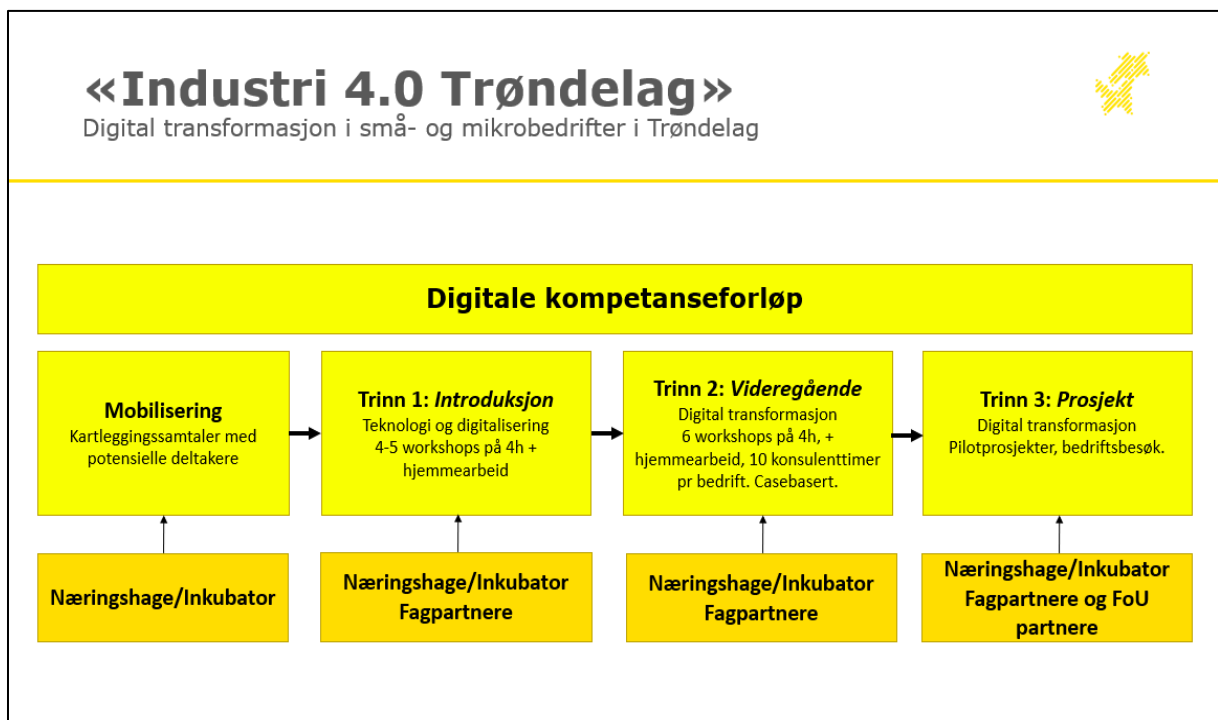 «Industri 4.0 Trøndelag»
Digital transformasjon i små- og mikrobedrifter i Trøndelag
Digitale kompetanseforløp
Mobilisering
Kartleggingssamtaler med
potensielle deltakere
Trinn 1: Introduksjon
Teknologi og digitalisering
4-5 workshops på 4h +
hjemmearbeid
Trinn 2: Videregående
Digital transformasjon
6 workshops på 4h, +
hjemmearbeid, 10 konsulenttimer
pr bedrift. Casebasert.
Trinn 3: Prosjekt
Digital transformasjon
Pilotprosjekter, bedriftsbesøk.
Næringshage/Inkubator
Næringshage/Inkubator
Fagpartnere
Næringshage/Inkubator
Fagpartnere
Næringshage/Inkubator
Fagpartnere og FoU
partnere